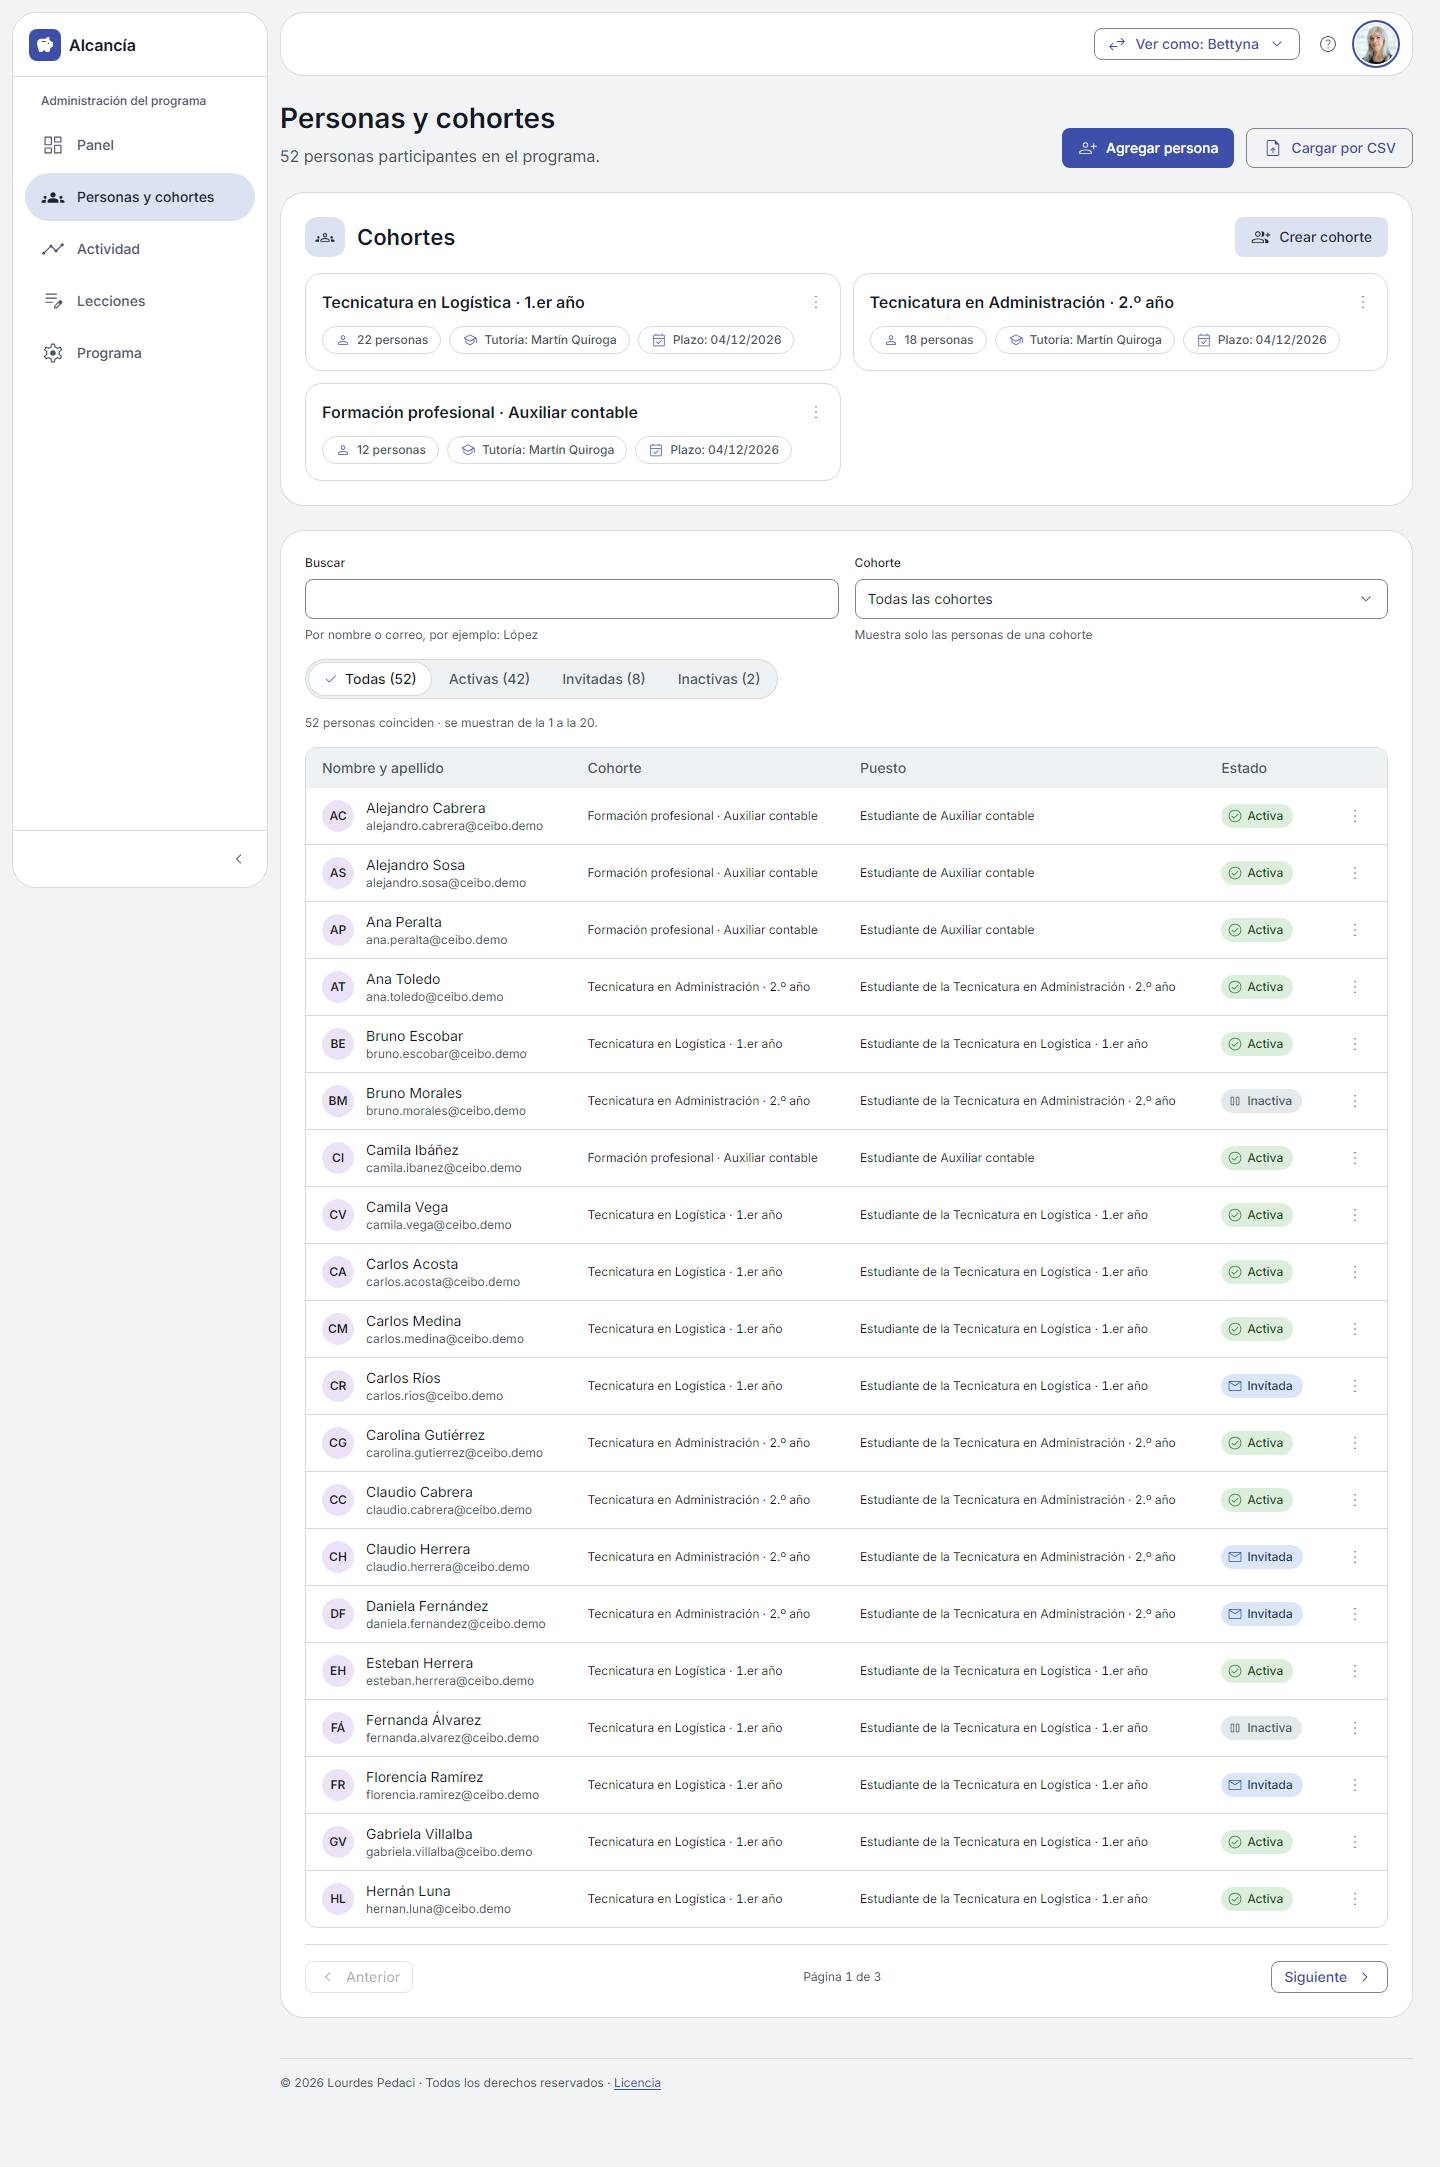 Alcancía
Ver como: Bettyna
Administración del programa
Panel
Personas y cohortes
Actividad
Lecciones
Programa
Personas y cohortes
52 personas participantes en el programa.
Agregar persona
Cargar por CSV
Cohortes
Crear cohorte
Tecnicatura en Logística · 1.er año
22 personas
Tutoría: Martín Quiroga
Plazo: 04/12/2026
Tecnicatura en Administración · 2.º año
18 personas
Tutoría: Martín Quiroga
Plazo: 04/12/2026
Formación profesional · Auxiliar contable
12 personas
Tutoría: Martín Quiroga
Plazo: 04/12/2026
Buscar
Por nombre o correo, por ejemplo: López
Cohorte
Todas las cohortes
Muestra solo las personas de una cohorte
Todas (52)
Activas (42)
Invitadas (8)
Inactivas (2)
52 personas coinciden · se muestran de la 1 a la 20.
Nombre y apellido Cohorte Puesto Estado
AC Alejandro Cabrera
alejandro.cabrera@ceibo.demo
Formación profesional · Auxiliar contable
Estudiante de Auxiliar contable
Activa
AS Alejandro Sosa
alejandro.sosa@ceibo.demo
Formación profesional · Auxiliar contable
Estudiante de Auxiliar contable
Activa
AP Ana Peralta
ana.peralta@ceibo.demo
Formación profesional · Auxiliar contable
Estudiante de Auxiliar contable
Activa
AT Ana Toledo
ana.toledo@ceibo.demo
Tecnicatura en Administración · 2.º año
Estudiante de la Tecnicatura en Administración · 2.º año
Activa
BE Bruno Escobar
bruno.escobar@ceibo.demo
Tecnicatura en Logística · 1.er año
Estudiante de la Tecnicatura en Logística · 1.er año
Activa
BM Bruno Morales
bruno.morales@ceibo.demo
Tecnicatura en Administración · 2.º año
Estudiante de la Tecnicatura en Administración · 2.º año
Inactiva
CI Camila Ibáñez
camila.ibanez@ceibo.demo
Formación profesional · Auxiliar contable
Estudiante de Auxiliar contable
Activa
CV Camila Vega
camila.vega@ceibo.demo
Tecnicatura en Logística · 1.er año
Estudiante de la Tecnicatura en Logística · 1.er año
Activa
CA Carlos Acosta
carlos.acosta@ceibo.demo
Tecnicatura en Logística · 1.er año
Estudiante de la Tecnicatura en Logística · 1.er año
Activa
CM Carlos Medina
carlos.medina@ceibo.demo
Tecnicatura en Logística · 1.er año
Estudiante de la Tecnicatura en Logística · 1.er año
Activa
CR Carlos Ríos
carlos.rios@ceibo.demo
Tecnicatura en Logística · 1.er año
Estudiante de la Tecnicatura en Logística · 1.er año
Invitada
CG Carolina Gutiérrez
carolina.gutierrez@ceibo.demo
Tecnicatura en Administración · 2.º año
Estudiante de la Tecnicatura en Administración · 2.º año
Activa
CC Claudio Cabrera
claudio.cabrera@ceibo.demo
Tecnicatura en Administración · 2.º año
Estudiante de la Tecnicatura en Administración · 2.º año
Activa
CH Claudio Herrera
claudio.herrera@ceibo.demo
Tecnicatura en Administración · 2.º año
Estudiante de la Tecnicatura en Administración · 2.º año
Invitada
DF Daniela Fernández
daniela.fernandez@ceibo.demo
Tecnicatura en Administración · 2.º año
Estudiante de la Tecnicatura en Administración · 2.º año
Invitada
EH Esteban Herrera
esteban.herrera@ceibo.demo
Tecnicatura en Logística · 1.er año
Estudiante de la Tecnicatura en Logística · 1.er año
Activa
FÁ Fernanda Álvarez
fernanda.alvarez@ceibo.demo
Tecnicatura en Logística · 1.er año
Estudiante de la Tecnicatura en Logística · 1.er año
Inactiva
FR Florencia Ramírez
florencia.ramirez@ceibo.demo
Tecnicatura en Logística · 1.er año
Estudiante de la Tecnicatura en Logística · 1.er año
Invitada
GV Gabriela Villalba
gabriela.villalba@ceibo.demo
Tecnicatura en Logística · 1.er año
Estudiante de la Tecnicatura en Logística · 1.er año
Activa
HL Hernán Luna
hernan.luna@ceibo.demo
Tecnicatura en Logística · 1.er año
Estudiante de la Tecnicatura en Logística · 1.er año
Activa
Anterior
Página 1 de 3
Siguiente
© 2026 Lourdes Pedaci · Todos los derechos reservados · Licencia